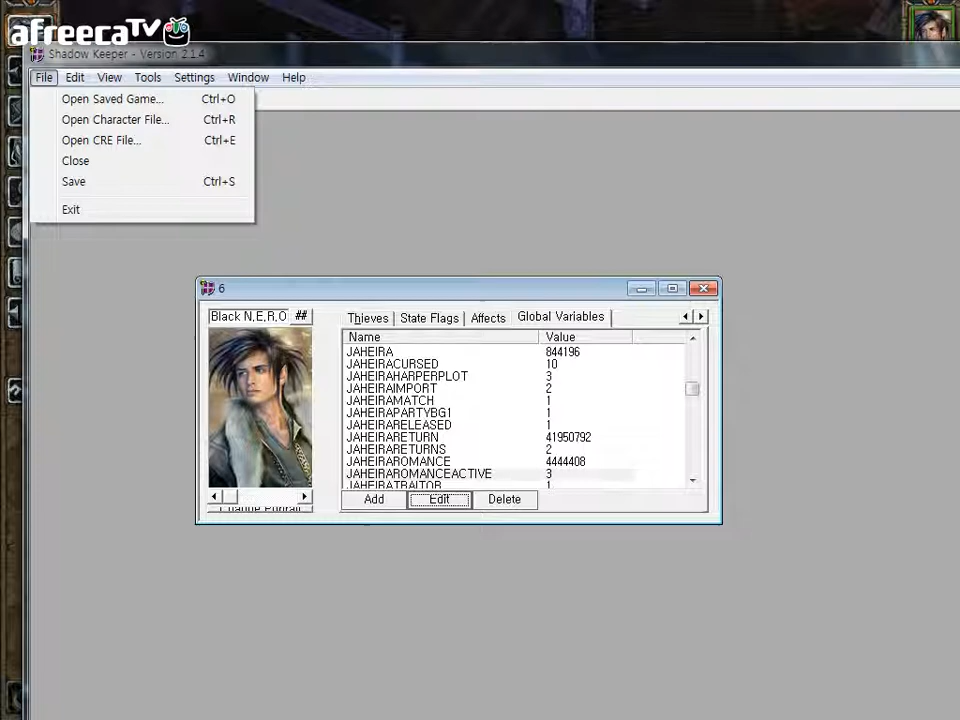 afreecaTV
Shadow Keeper - Version 2.1.4
File Edit View Tools Settings Window Help
Open Saved Game... Ctrl+O
Open Character File... Ctrl+R
Open CRE File... Ctrl+E
Close
Save Ctrl+S
Exit
6
Black N,E,R,O ##
Thieves State Flags Affects Global Variables
Name Value
JAHEIRA 844196
JAHEIRACURSED 10
JAHEIRAHARPERPLOT 3
JAHEIRAIMPORT 2
JAHEIRAMATCH 1
JAHEIRAPARTYBG1 1
JAHEIRARELEASED 1
JAHEIRARETURN 41950792
JAHEIRARETURNS 2
JAHEIRAROMANCE 4444408
JAHEIRAROMANCEACTIVE 3
JAHEIRATRAITOR 1
Add Edit Delete